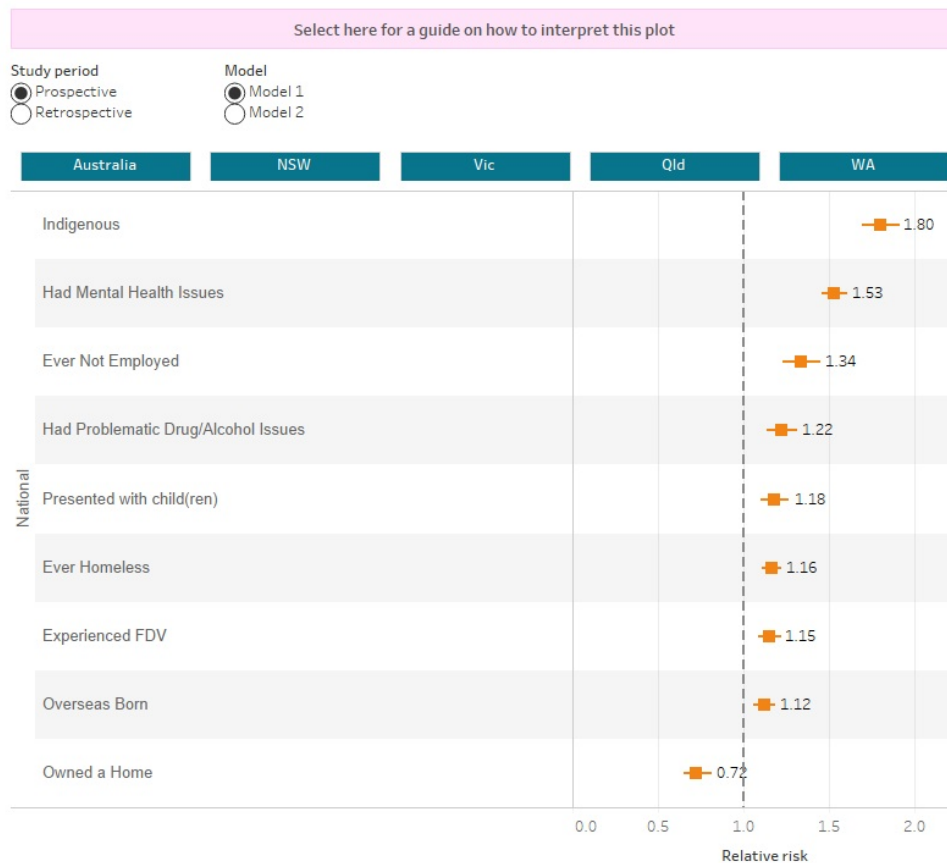 Select here for a guide on how to interpret this plot
Study period
Prospective
Retrospective
Model
Model 1
Model 2
Australia
NSW
Vic
Qld
WA
National
Indigenous
1.80
Had Mental Health Issues
1.53
Ever Not Employed
1.34
Had Problematic Drug/Alcohol Issues
1.22
Presented with child(ren)
1.18
Ever Homeless
1.16
Experienced FDV
1.15
Overseas Born
1.12
Owned a Home
0.72
0.0 0.5 1.0 1.5 2.0
Relative risk